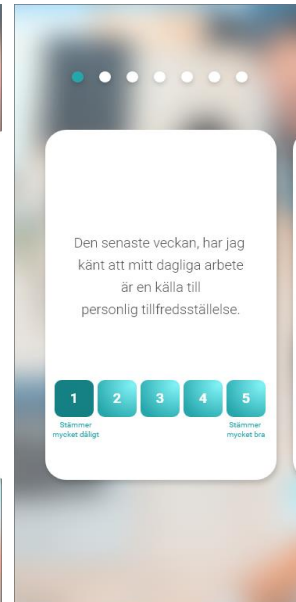 Den senaste veckan, har jag
känt att mitt dagliga arbete
är en källa till
personlig tillfredsställelse.
1 2 3 4 5
Stämmer Stämmer
mycket dåligt mycket bra